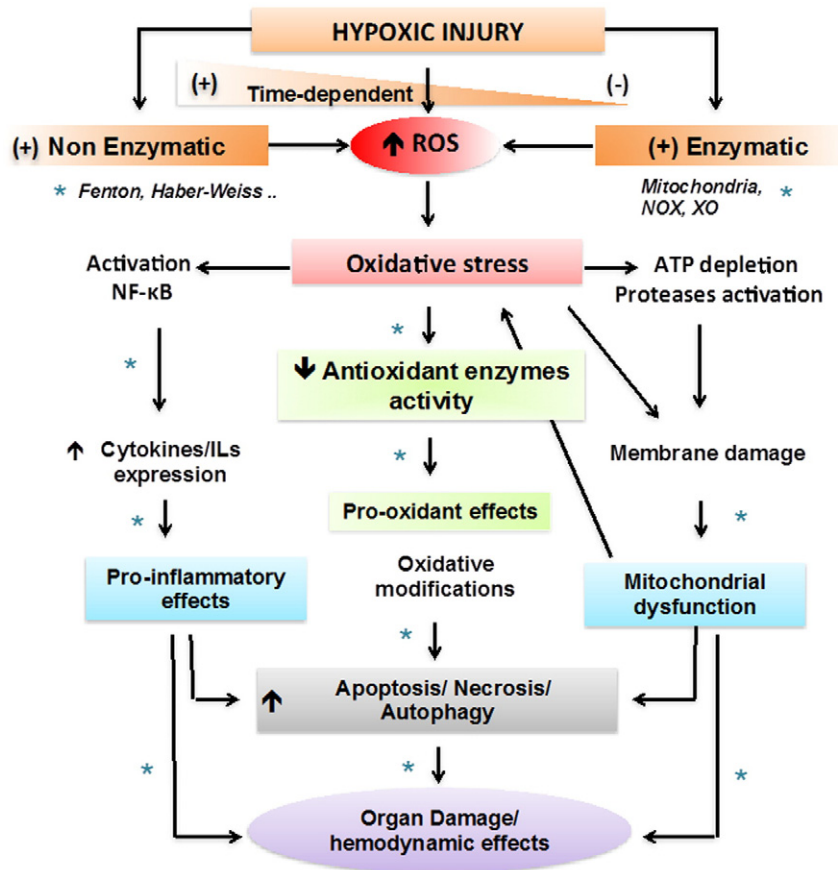 HYPOXIC INJURY
(+)
Time-dependent
(-)
(+) Non Enzymatic
↑ ROS
(+) Enzymatic
* Fenton, Haber-Weiss ..
Mitochondria, *
NOX, XO
Activation
NF-κB
Oxidative stress
ATP depletion
Proteases activation
*
*
↓ Antioxidant enzymes
activity
↑ Cytokines/ILs
expression
*
Membrane damage
*
Pro-oxidant effects
*
Pro-inflammatory
effects
Oxidative
modifications
Mitochondrial
dysfunction
*
↑ Apoptosis/ Necrosis/
Autophagy
*
*
*
Organ Damage/
hemodynamic effects